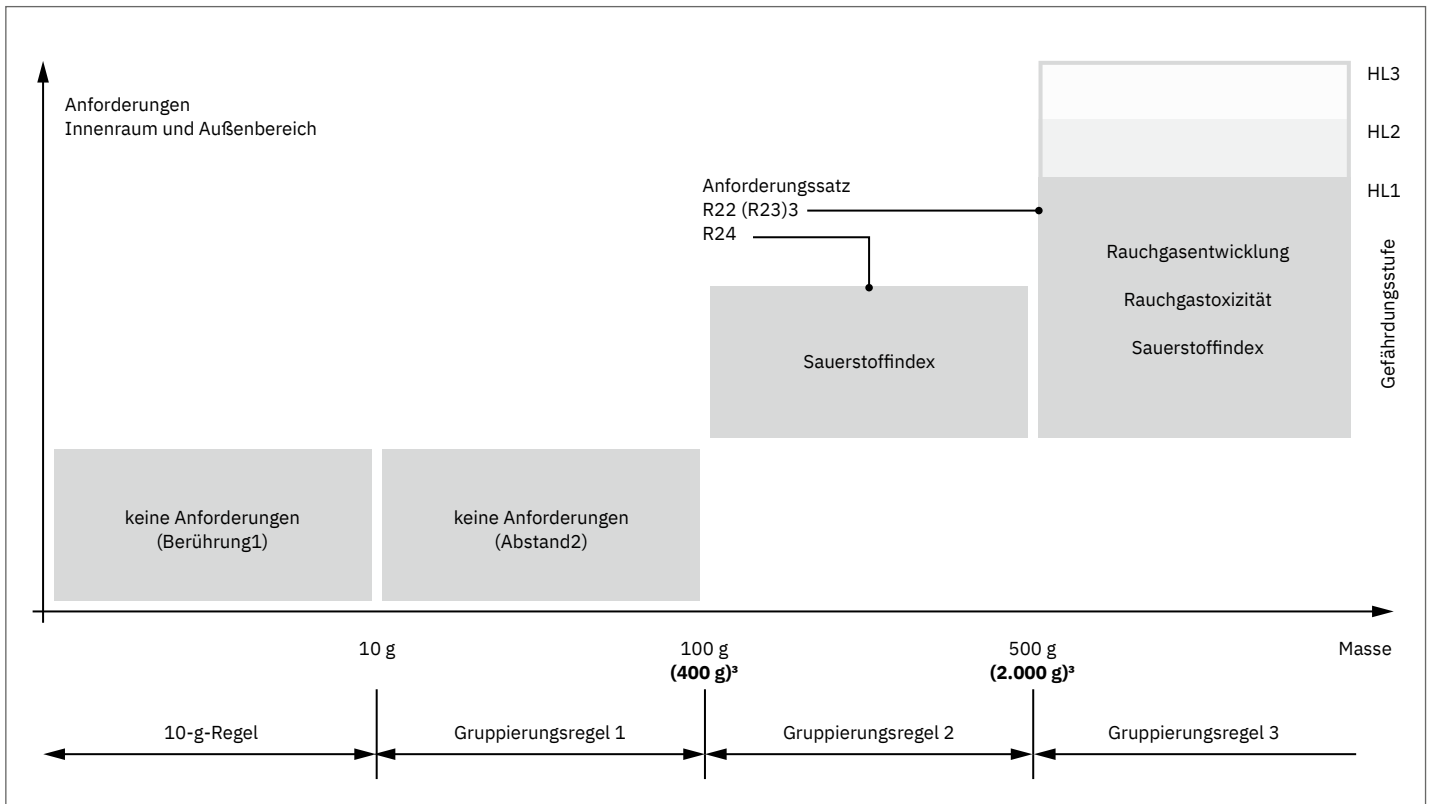 Anforderungen
Innenraum und Außenbereich
HL3
HL2
HL1
Anforderungssatz
R22 (R23)3
R24
Rauchgasentwicklung
Rauchgastoxizität
Sauerstoffindex
Gefährdungsstufe
Sauerstoffindex
keine Anforderungen
(Berührung1)
keine Anforderungen
(Abstand2)
10 g
100 g
(400 g)³
500 g
(2.000 g)³
Masse
10-g-Regel
Gruppierungsregel 1
Gruppierungsregel 2
Gruppierungsregel 3